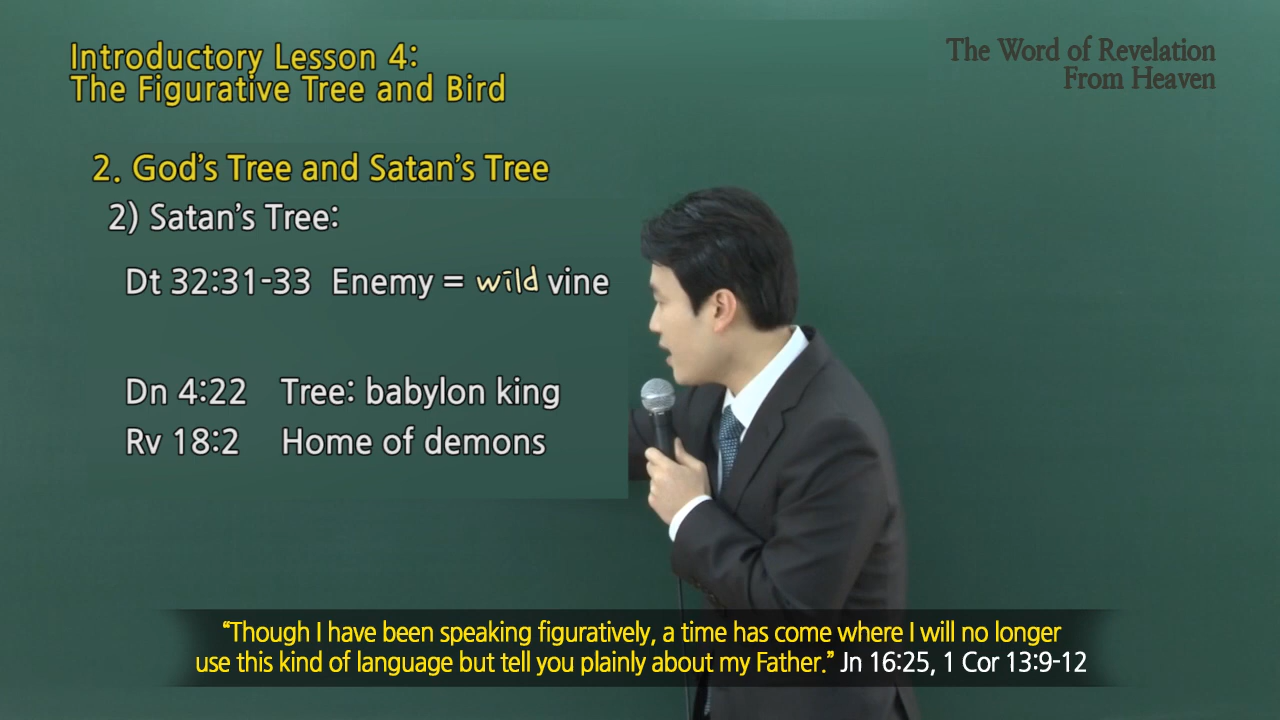 Introductory Lesson 4:
The Figurative Tree and Bird
The Word of Revelation
From Heaven
2. God's Tree and Satan's Tree
2) Satan's Tree:
Dt 32:31-33 Enemy = wīld vine
Dn 4:22 Tree: babylon king
Rv 18:2 Home of demons
“Though I have been speaking figuratively, a time has come where I will no longer
use this kind of language but tell you plainly about my Father.” Jn 16:25, 1 Cor 13:9-12